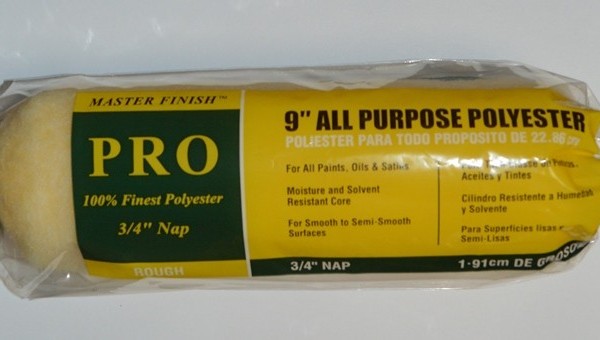 MASTER FINISH™
PRO
100% Finest Polyester
3/4" Nap
ROUGH
9" ALL PURPOSE POLYESTER
POLIESTER PARA TODO PROPOSITO DE 22.86 cm
For All Paints, Oils & Satins
Moisture and Solvent
Resistant Core
For Smooth to Semi-Smooth
Surfaces
3/4" NAP
Aceites y Tintes
Cilindro Resistente a Humedad
y Solvente
Para Superficies lisas
Semi-Lisas
1·91cm DE GROSOR